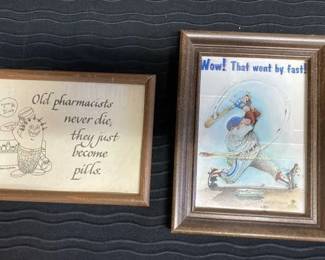 Old pharmacists
never die,
they just
become
pills.
Wow! That went by fast!